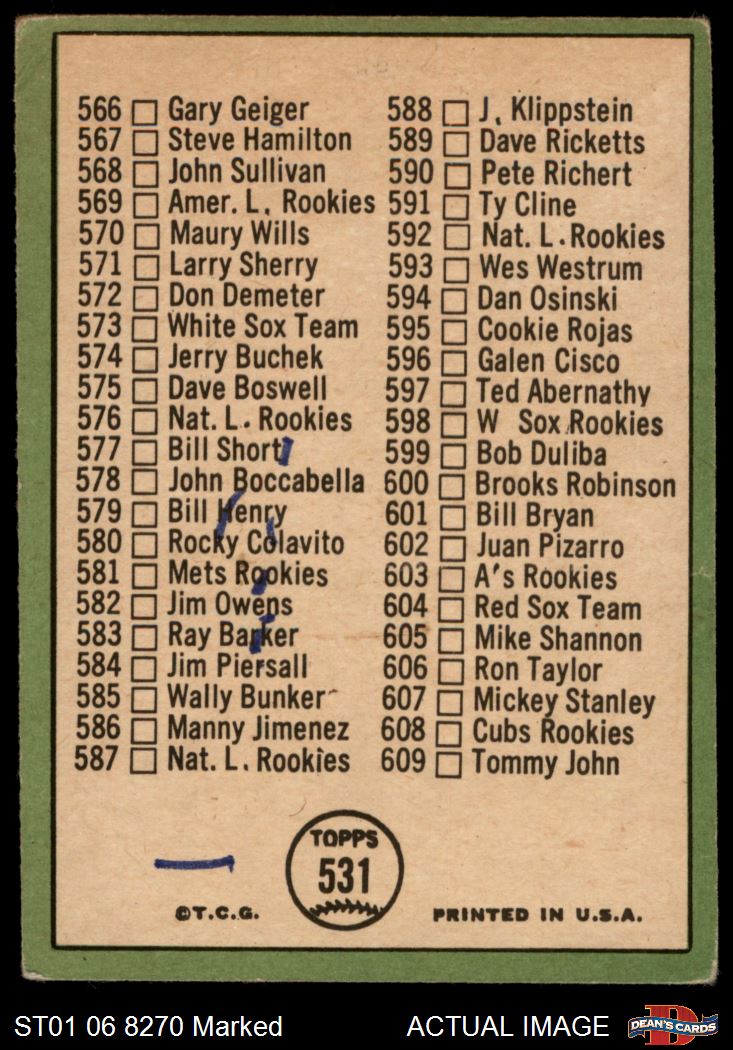 566 Gary Geiger
567 Steve Hamilton
568 John Sullivan
569 Amer. L. Rookies
570 Maury Wills
571 Larry Sherry
572 Don Demeter
573 White Sox Team
574 Jerry Buchek
575 Dave Boswell
576 Nat. L. Rookies
577 Bill Short
578 John Boccabella
579 Bill Henry
580 Rocky Colavito
581 Mets Rookies
582 Jim Owens
583 Ray Barker
584 Jim Piersall
585 Wally Bunker
586 Manny Jimenez
587 Nat. L. Rookies
588 J. Klippstein
589 Dave Ricketts
590 Pete Richert
591 Ty Cline
592 Nat. L. Rookies
593 Wes Westrum
594 Dan Osinski
595 Cookie Rojas
596 Galen Cisco
597 Ted Abernathy
598 W Sox Rookies
599 Bob Duliba
600 Brooks Robinson
601 Bill Bryan
602 Juan Pizarro
603 A's Rookies
604 Red Sox Team
605 Mike Shannon
606 Ron Taylor
607 Mickey Stanley
608 Cubs Rookies
609 Tommy John
TOPPS
531
©T.C.G.
PRINTED IN U.S.A.
ST01 06 8270 Marked
ACTUAL IMAGE
D
DEAN'S CARDS